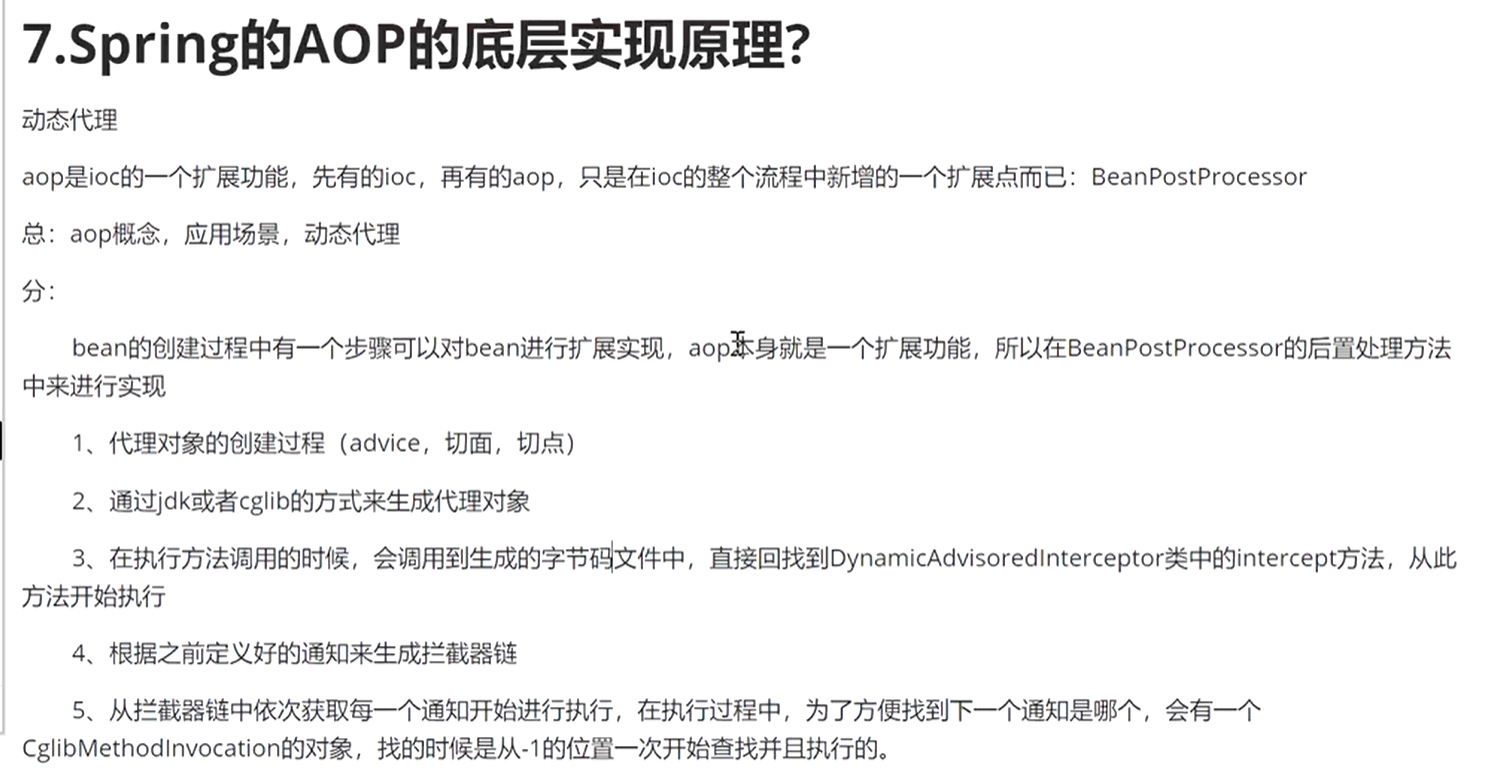 7.Spring的AOP的底层实现原理?
动态代理
aop是ioc的一个扩展功能，先有的ioc，再有的aop，只是在ioc的整个流程中新增的一个扩展点而已：BeanPostProcessor
总：aop概念，应用场景，动态代理
分：
bean的创建过程中有一个步骤可以对bean进行扩展实现，aop本身就是一个扩展功能，所以在BeanPostProcessor的后置处理方法
中来进行实现
1、代理对象的创建过程（advice，切面，切点）
2、通过jdk或者cglib的方式来生成代理对象
3、在执行方法调用的时候，会调用到生成的字节码文件中，直接回找到DynamicAdvisoredInterceptor类中的intercept方法，从此
方法开始执行
4、根据之前定义好的通知来生成拦截器链
5、从拦截器链中依次获取每一个通知开始进行执行，在执行过程中，为了方便找到下一个通知是哪个，会有一个
CglibMethodInvocation的对象，找的时候是从-1的位置一次开始查找并且执行的。